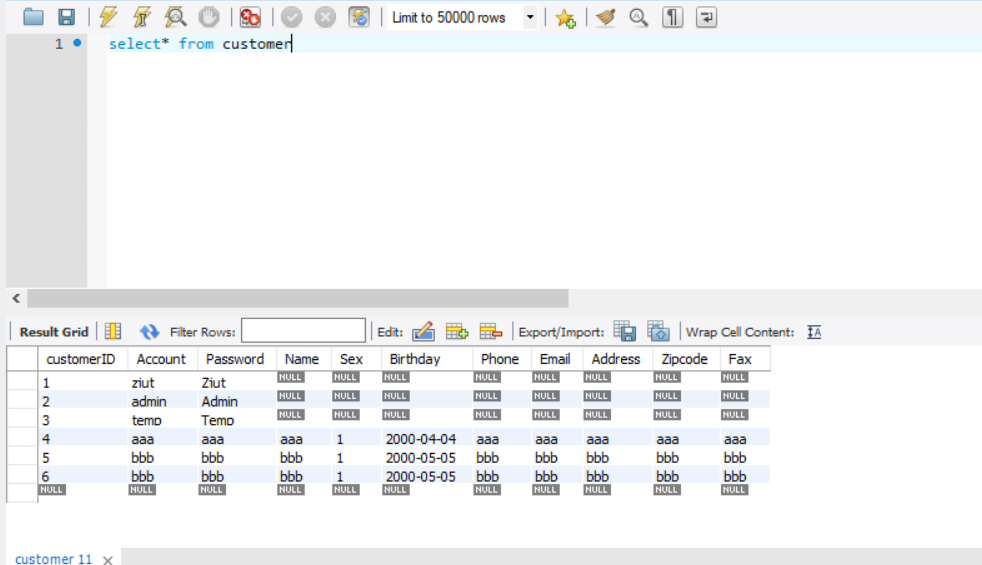 Limit to 50000 rows
1 select* from customer
Result Grid Filter Rows: Edit: Export/Import: Wrap Cell Content:
customerID Account Password Name Sex Birthday Phone Email Address Zipcode Fax
1 ziut Ziut NULL NULL NULL NULL NULL NULL NULL NULL
2 admin Admin NULL NULL NULL NULL NULL NULL NULL NULL
3 temp Temp NULL NULL NULL NULL NULL NULL NULL NULL
4 aaa aaa aaa 1 2000-04-04 aaa aaa aaa aaa aaa
5 bbb bbb bbb 1 2000-05-05 bbb bbb bbb bbb bbb
6 bbb bbb bbb 1 2000-05-05 bbb bbb bbb bbb bbb
NULL NULL NULL NULL NULL NULL NULL NULL NULL NULL NULL
customer 11